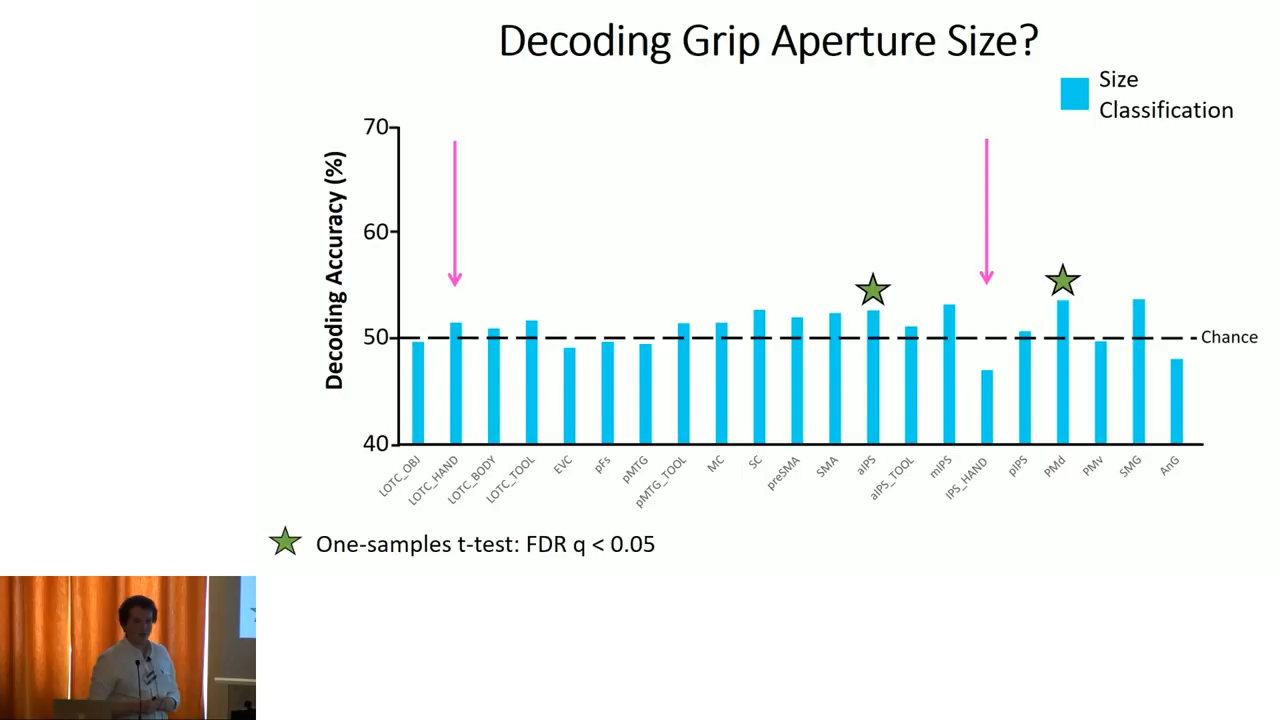 Decoding Grip Aperture Size?
Size
Classification
Decoding Accuracy (%)
70
60
50
40
Chance
LOTC_OBJ
LOTC_HAND
LOTC_BODY
LOTC_TOOL
EVC
pFs
pMTG
pMTG_TOOL
MC
SC
preSMA
SMA
aIPS
aIPS_TOOL
mIPS
IPS_HAND
pIPS
PMd
PMv
SMG
AnG
One-samples t-test: FDR q < 0.05